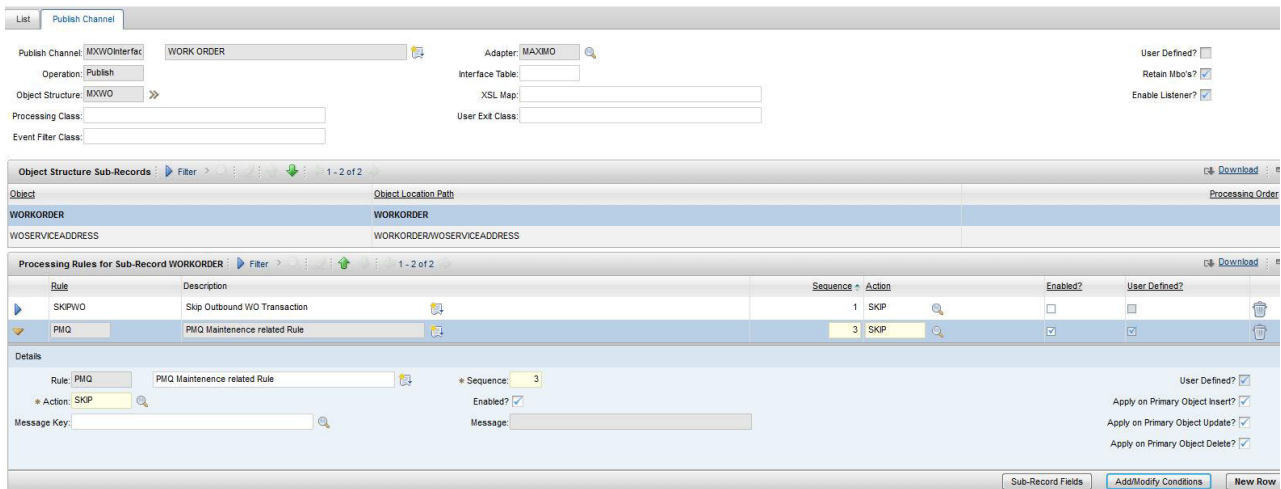 List Publish Channel
Publish Channel: MXWOInterfac WORK ORDER Adapter: MAXIMO User Defined?
Operation: Publish Interface Table: Retain Mbo's?
Object Structure: MXWO XSL Map: Enable Listener?
Processing Class: User Exit Class:
Event Filter Class:
Object Structure Sub-Records Filter 1 - 2 of 2 Download
Object Object Location Path Processing Order
WORKORDER WORKORDER
WOSERVICEADDRESS WORKORDER/WOSERVICEADDRESS
Processing Rules for Sub-Record WORKORDER Filter 1 - 2 of 2 Download
Rule Description Sequence Action Enabled? User Defined?
SKIPWO Skip Outbound WO Transaction 1 SKIP
PMQ PMQ Maintenence related Rule 3 SKIP
Details
Rule: PMQ PMQ Maintenence related Rule * Sequence: 3 User Defined?
* Action: SKIP Enabled? Apply on Primary Object Insert?
Message Key: Message: Apply on Primary Object Update?
Apply on Primary Object Delete?
Sub-Record Fields Add/Modify Conditions New Row